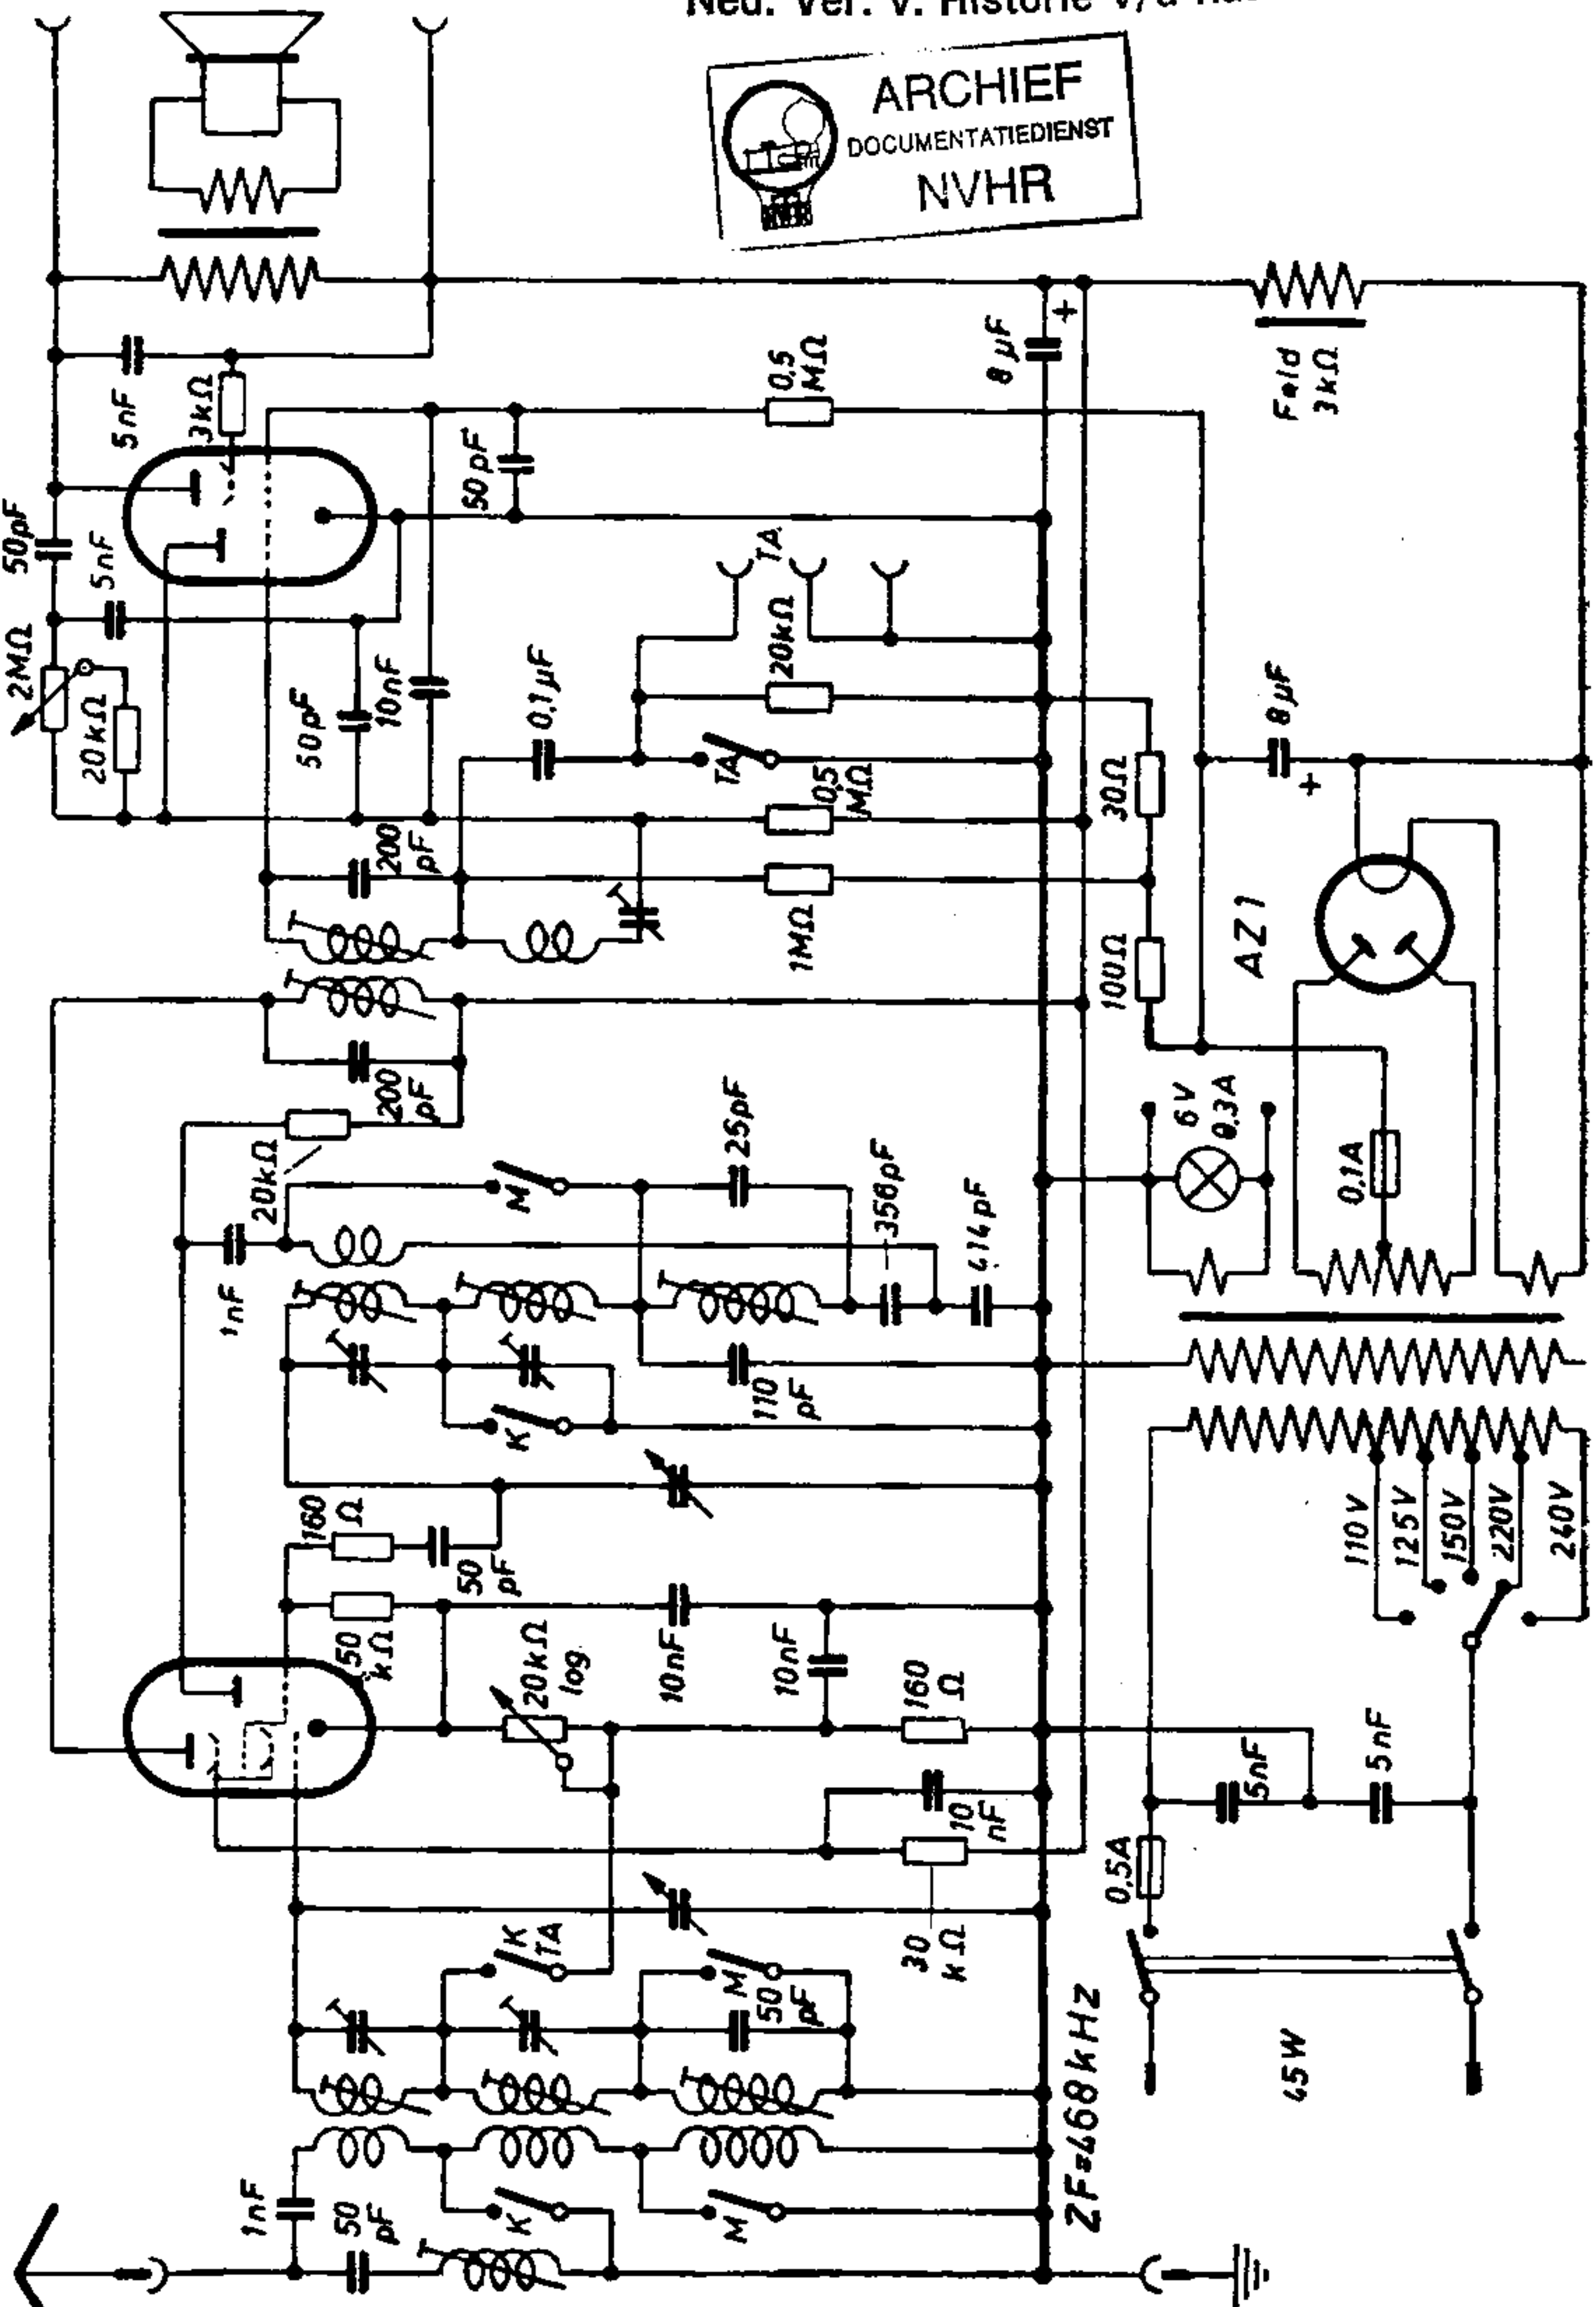 Ned. Ver. v. Historie v/d
ARCHIEF
DOCUMENTATIEDIENST
NVHR
50pF
2MΩ
5nF
20kΩ
5nF
3kΩ
50pF
10nF
50pF
200
pF
0,1µF
TA
20kΩ
TA
0,5
MΩ
0,5
MΩ
1MΩ
8µF
+
Feld
3kΩ
30Ω
100Ω
8µF
+
AZ1
200
pF
20kΩ
1nF
M
25pF
356pF
414pF
K
110
pF
160
Ω
50
pF
50
kΩ
20kΩ
log
10nF
10nF
160
Ω
10
nF
30
kΩ
6V
0,3A
0,1A
110V
125V
150V
220V
240V
5nF
5nF
0,5A
45W
ZF=468kHz
K
TA
M
50
pF
1nF
50
pF
K
M